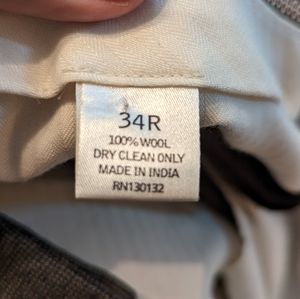 34R
100% WOOL
DRY CLEAN ONLY
MADE IN INDIA
RN130132